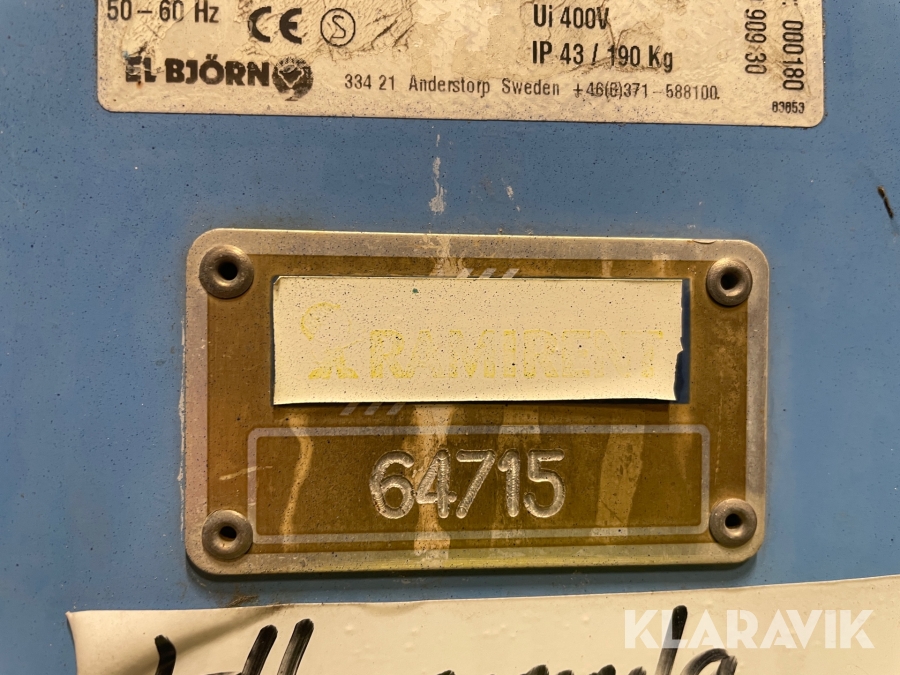 50 – 60 Hz CE S Ui 400V
IP 43 / 190 Kg
EL BJÖRN
334 21 Anderstorp Sweden +46(0)371–588100.
000180
909 30
83853
RAMIRENT
64715
KLARAVIK